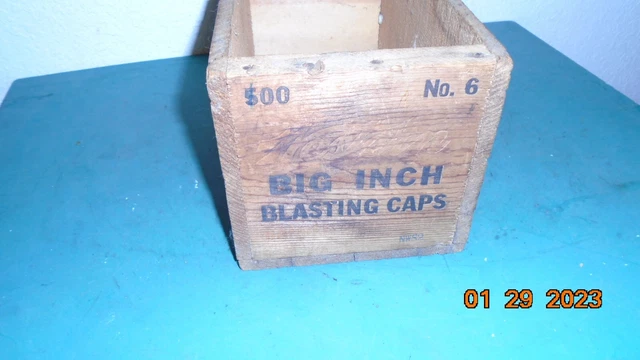 500 No. 6
BIG INCH
BLASTING CAPS
01 29 2023